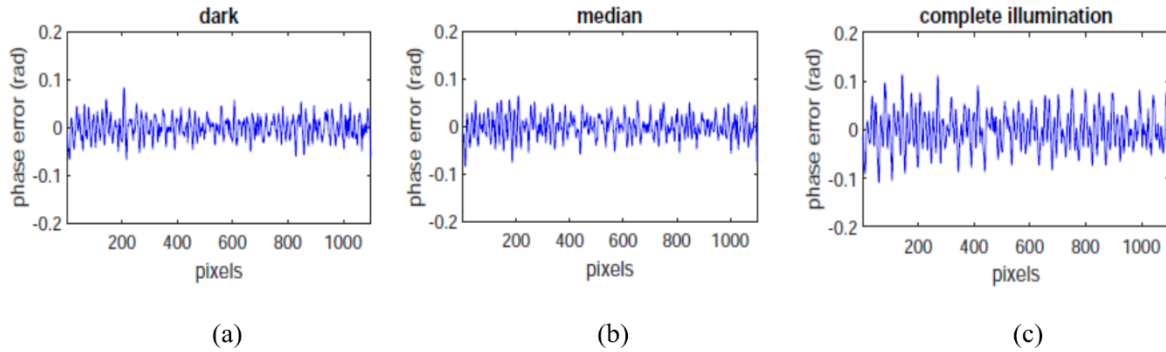 dark
0.2
0.1
0
-0.1
-0.2
phase error (rad)
200 400 600 800 1000
pixels
(a)
median
0.2
0.1
0
-0.1
-0.2
phase error (rad)
200 400 600 800 1000
pixels
(b)
complete illumination
0.2
0.1
0
-0.1
-0.2
phase error (rad)
200 400 600 800 1000
pixels
(c)